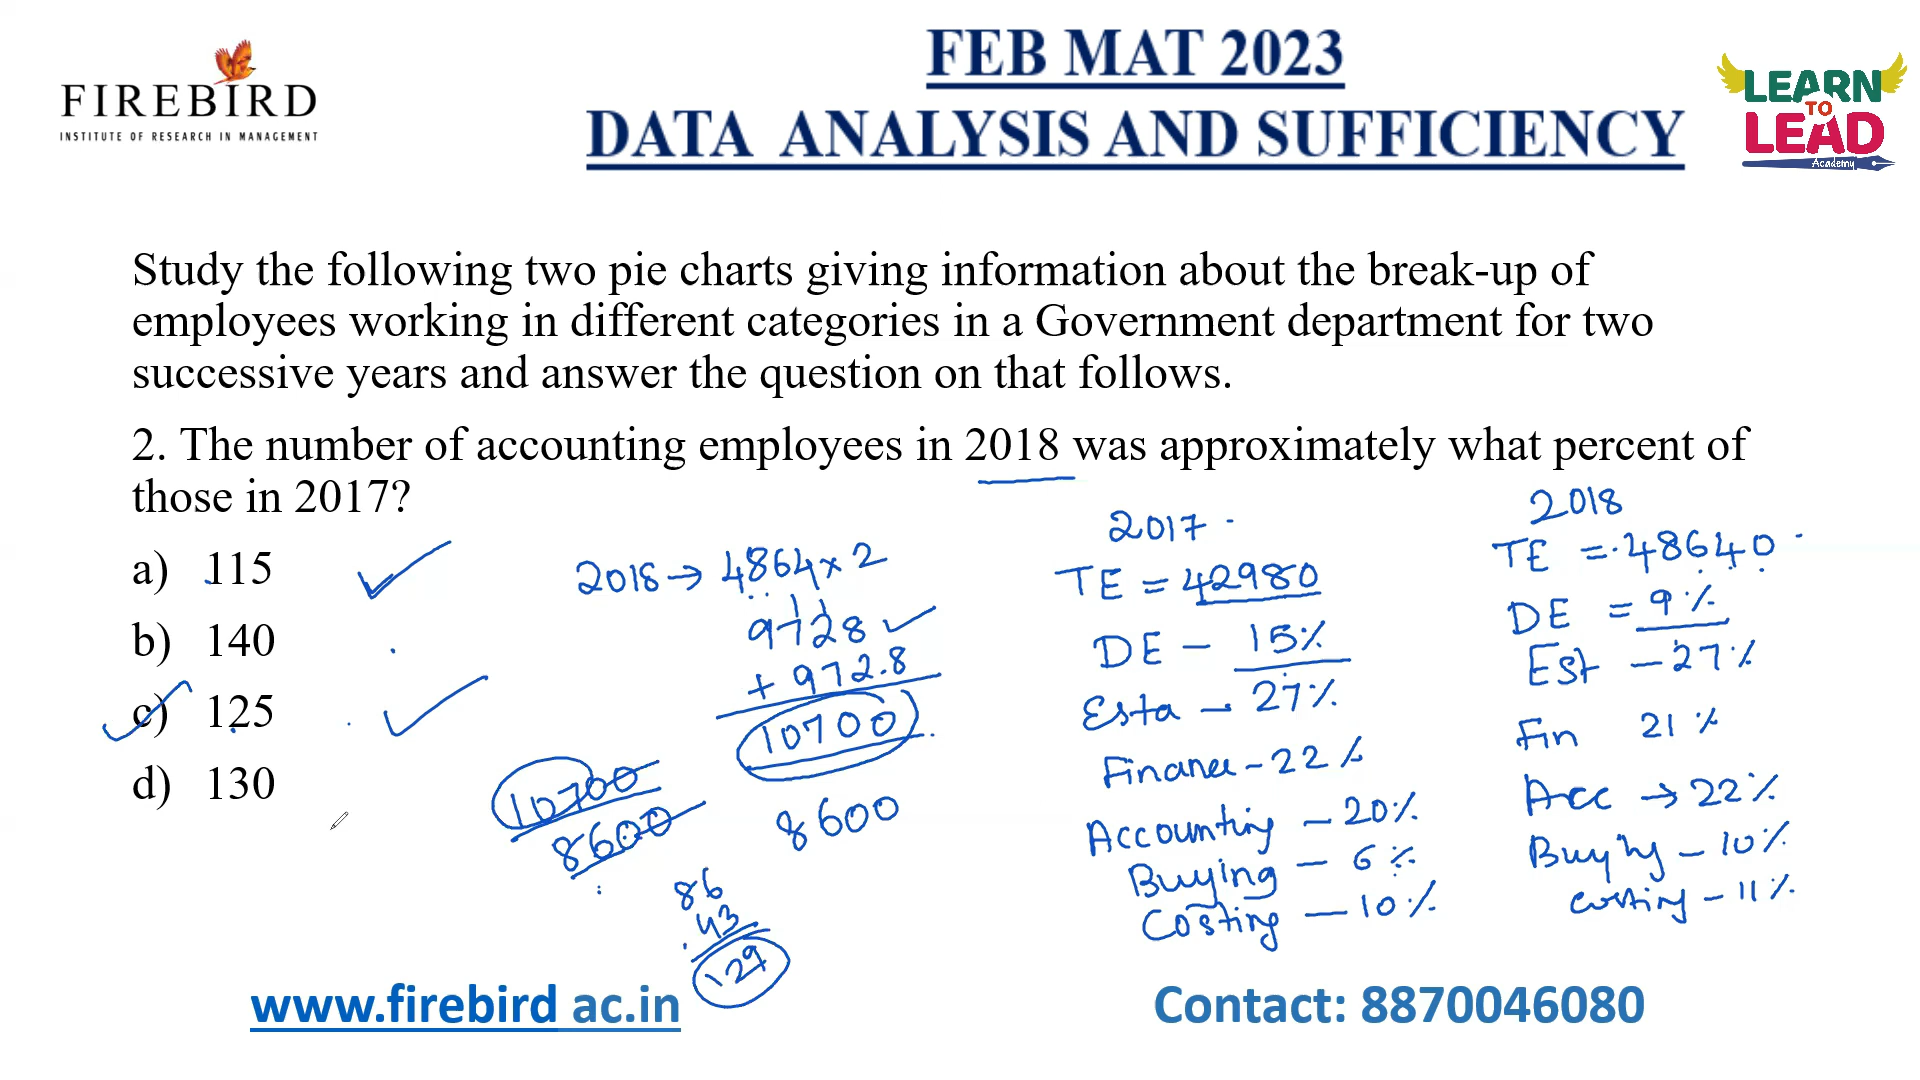 FIREBIRD
INSTITUTE OF RESEARCH IN MANAGEMENT
FEB MAT 2023
DATA ANALYSIS AND SUFFICIENCY
LEARN
TO
LEAD
Academy
Study the following two pie charts giving information about the break-up of
employees working in different categories in a Government department for two
successive years and answer the question on that follows.
2. The number of accounting employees in 2018 was approximately what percent of
those in 2017?
a) 115
b) 140
c) 125
d) 130
2018 → 4864 x 2
9728
+ 972.8
10700
10700
8600
8600
86
43
129
2017
TE = 42980
DE - 15%
Esta - 27%
Finance - 22%
Accounting - 20%
Buying - 6%
Costing - 10%
2018
TE = 48640
DE = 9%
Est - 27%
Fin 21%
Acc → 22%
Buying - 10%
costing - 11%
www.firebird ac.in
Contact: 8870046080